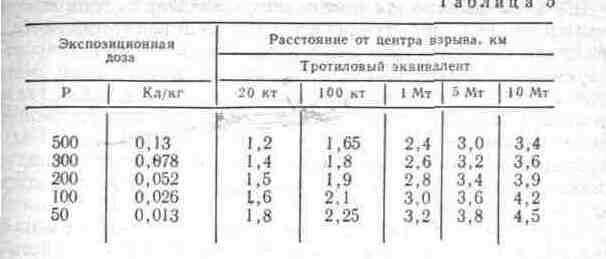 Таблица 5
Экспозиционная доза
Расстояние от центра взрыва, км
Тротиловый эквивалент
Р Кл/кг 20 кт 100 кт 1 Мт 5 Мт 10 Мт
500 0,13 1,2 1,65 2,4 3,0 3,4
300 0,078 1,4 1,8 2,6 3,2 3,6
200 0,052 1,5 1,9 2,8 3,4 3,9
100 0,026 1,6 2,1 3,0 3,6 4,2
50 0,013 1,8 2,25 3,2 3,8 4,5